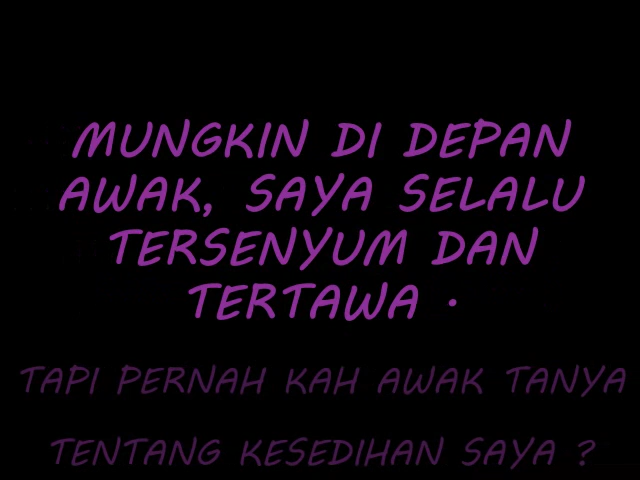 MUNGKIN DI DEPAN
AWAK, SAYA SELALU
TERSENYUM DAN
TERTAWA .
TAPI PERNAH KAH AWAK TANYA
TENTANG KESEDIHAN SAYA ?